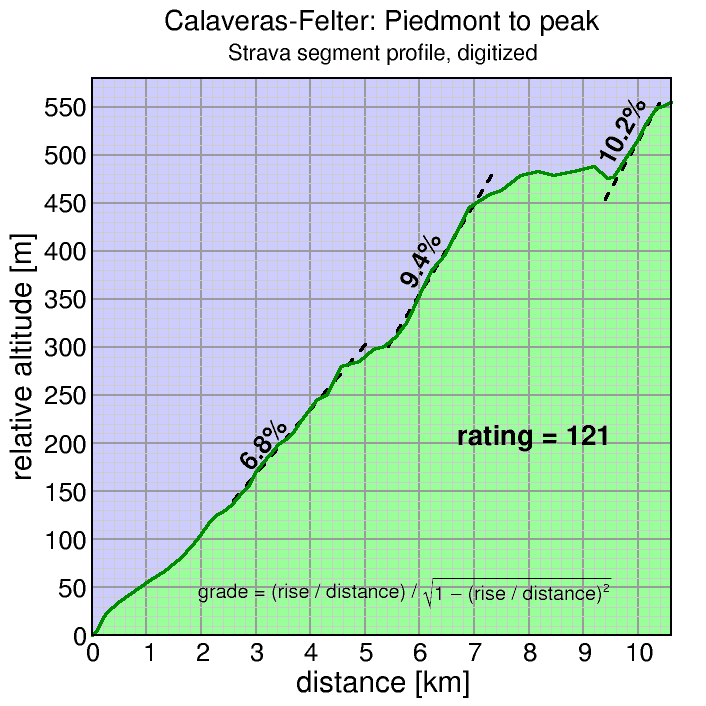 Calaveras-Felter: Piedmont to peak
Strava segment profile, digitized
relative altitude [m]
550
500
450
400
350
300
250
200
150
100
50
0
10.2%
9.4%
6.8%
rating = 121
grade = (rise / distance) / √1 − (rise / distance)²
0 1 2 3 4 5 6 7 8 9 10
distance [km]